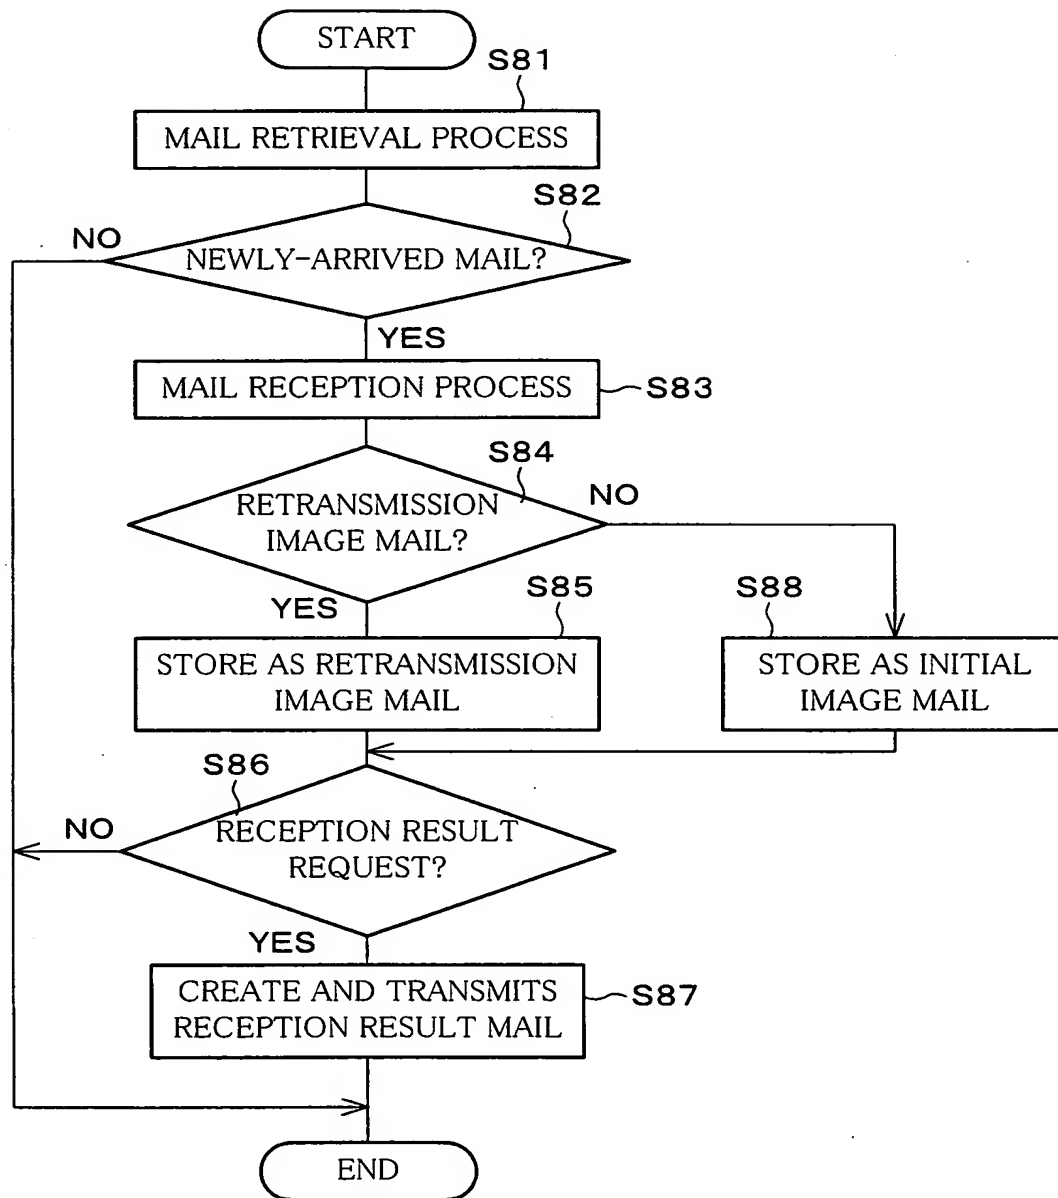 START
S81
MAIL RETRIEVAL PROCESS
S82
NO
NEWLY-ARRIVED MAIL?
YES
MAIL RECEPTION PROCESS
S83
S84
RETRANSMISSION
IMAGE MAIL?
NO
YES
S85
S88
STORE AS RETRANSMISSION
IMAGE MAIL
STORE AS INITIAL
IMAGE MAIL
S86
NO
RECEPTION RESULT
REQUEST?
YES
CREATE AND TRANSMITS
RECEPTION RESULT MAIL
S87
END